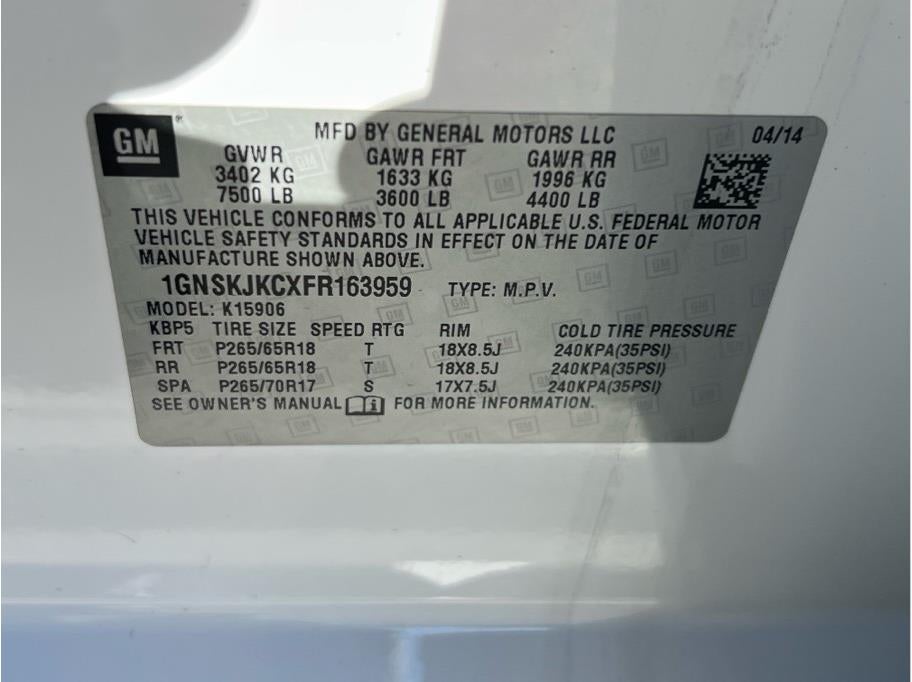 GM ® MFD BY GENERAL MOTORS LLC 04/14
GVWR GAWR FRT GAWR RR
3402 KG 1633 KG 1996 KG
7500 LB 3600 LB 4400 LB
THIS VEHICLE CONFORMS TO ALL APPLICABLE U.S. FEDERAL MOTOR
VEHICLE SAFETY STANDARDS IN EFFECT ON THE DATE OF
MANUFACTURE SHOWN ABOVE.
1GNSKJKCXFR163959 TYPE: M.P.V.
MODEL: K15906
KBP5 TIRE SIZE SPEED RTG RIM COLD TIRE PRESSURE
FRT P265/65R18 T 18X8.5J 240KPA(35PSI)
RR P265/65R18 T 18X8.5J 240KPA(35PSI)
SPA P265/70R17 S 17X7.5J 240KPA(35PSI)
SEE OWNER'S MANUAL FOR MORE INFORMATION.